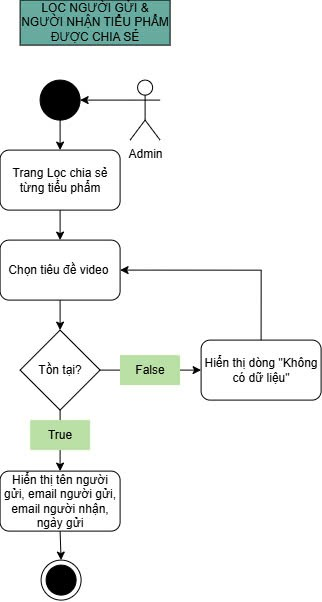 LỌC NGƯỜI GỬI &
NGƯỜI NHẬN TIỂU PHẨM
ĐƯỢC CHIA SẺ
Admin
Trang Lọc chia sẻ
từng tiểu phẩm
Chọn tiêu đề video
Tồn tại?
False
Hiển thị dòng "Không
có dữ liệu"
True
Hiển thị tên người
gửi, email người gửi,
email người nhận,
ngày gửi